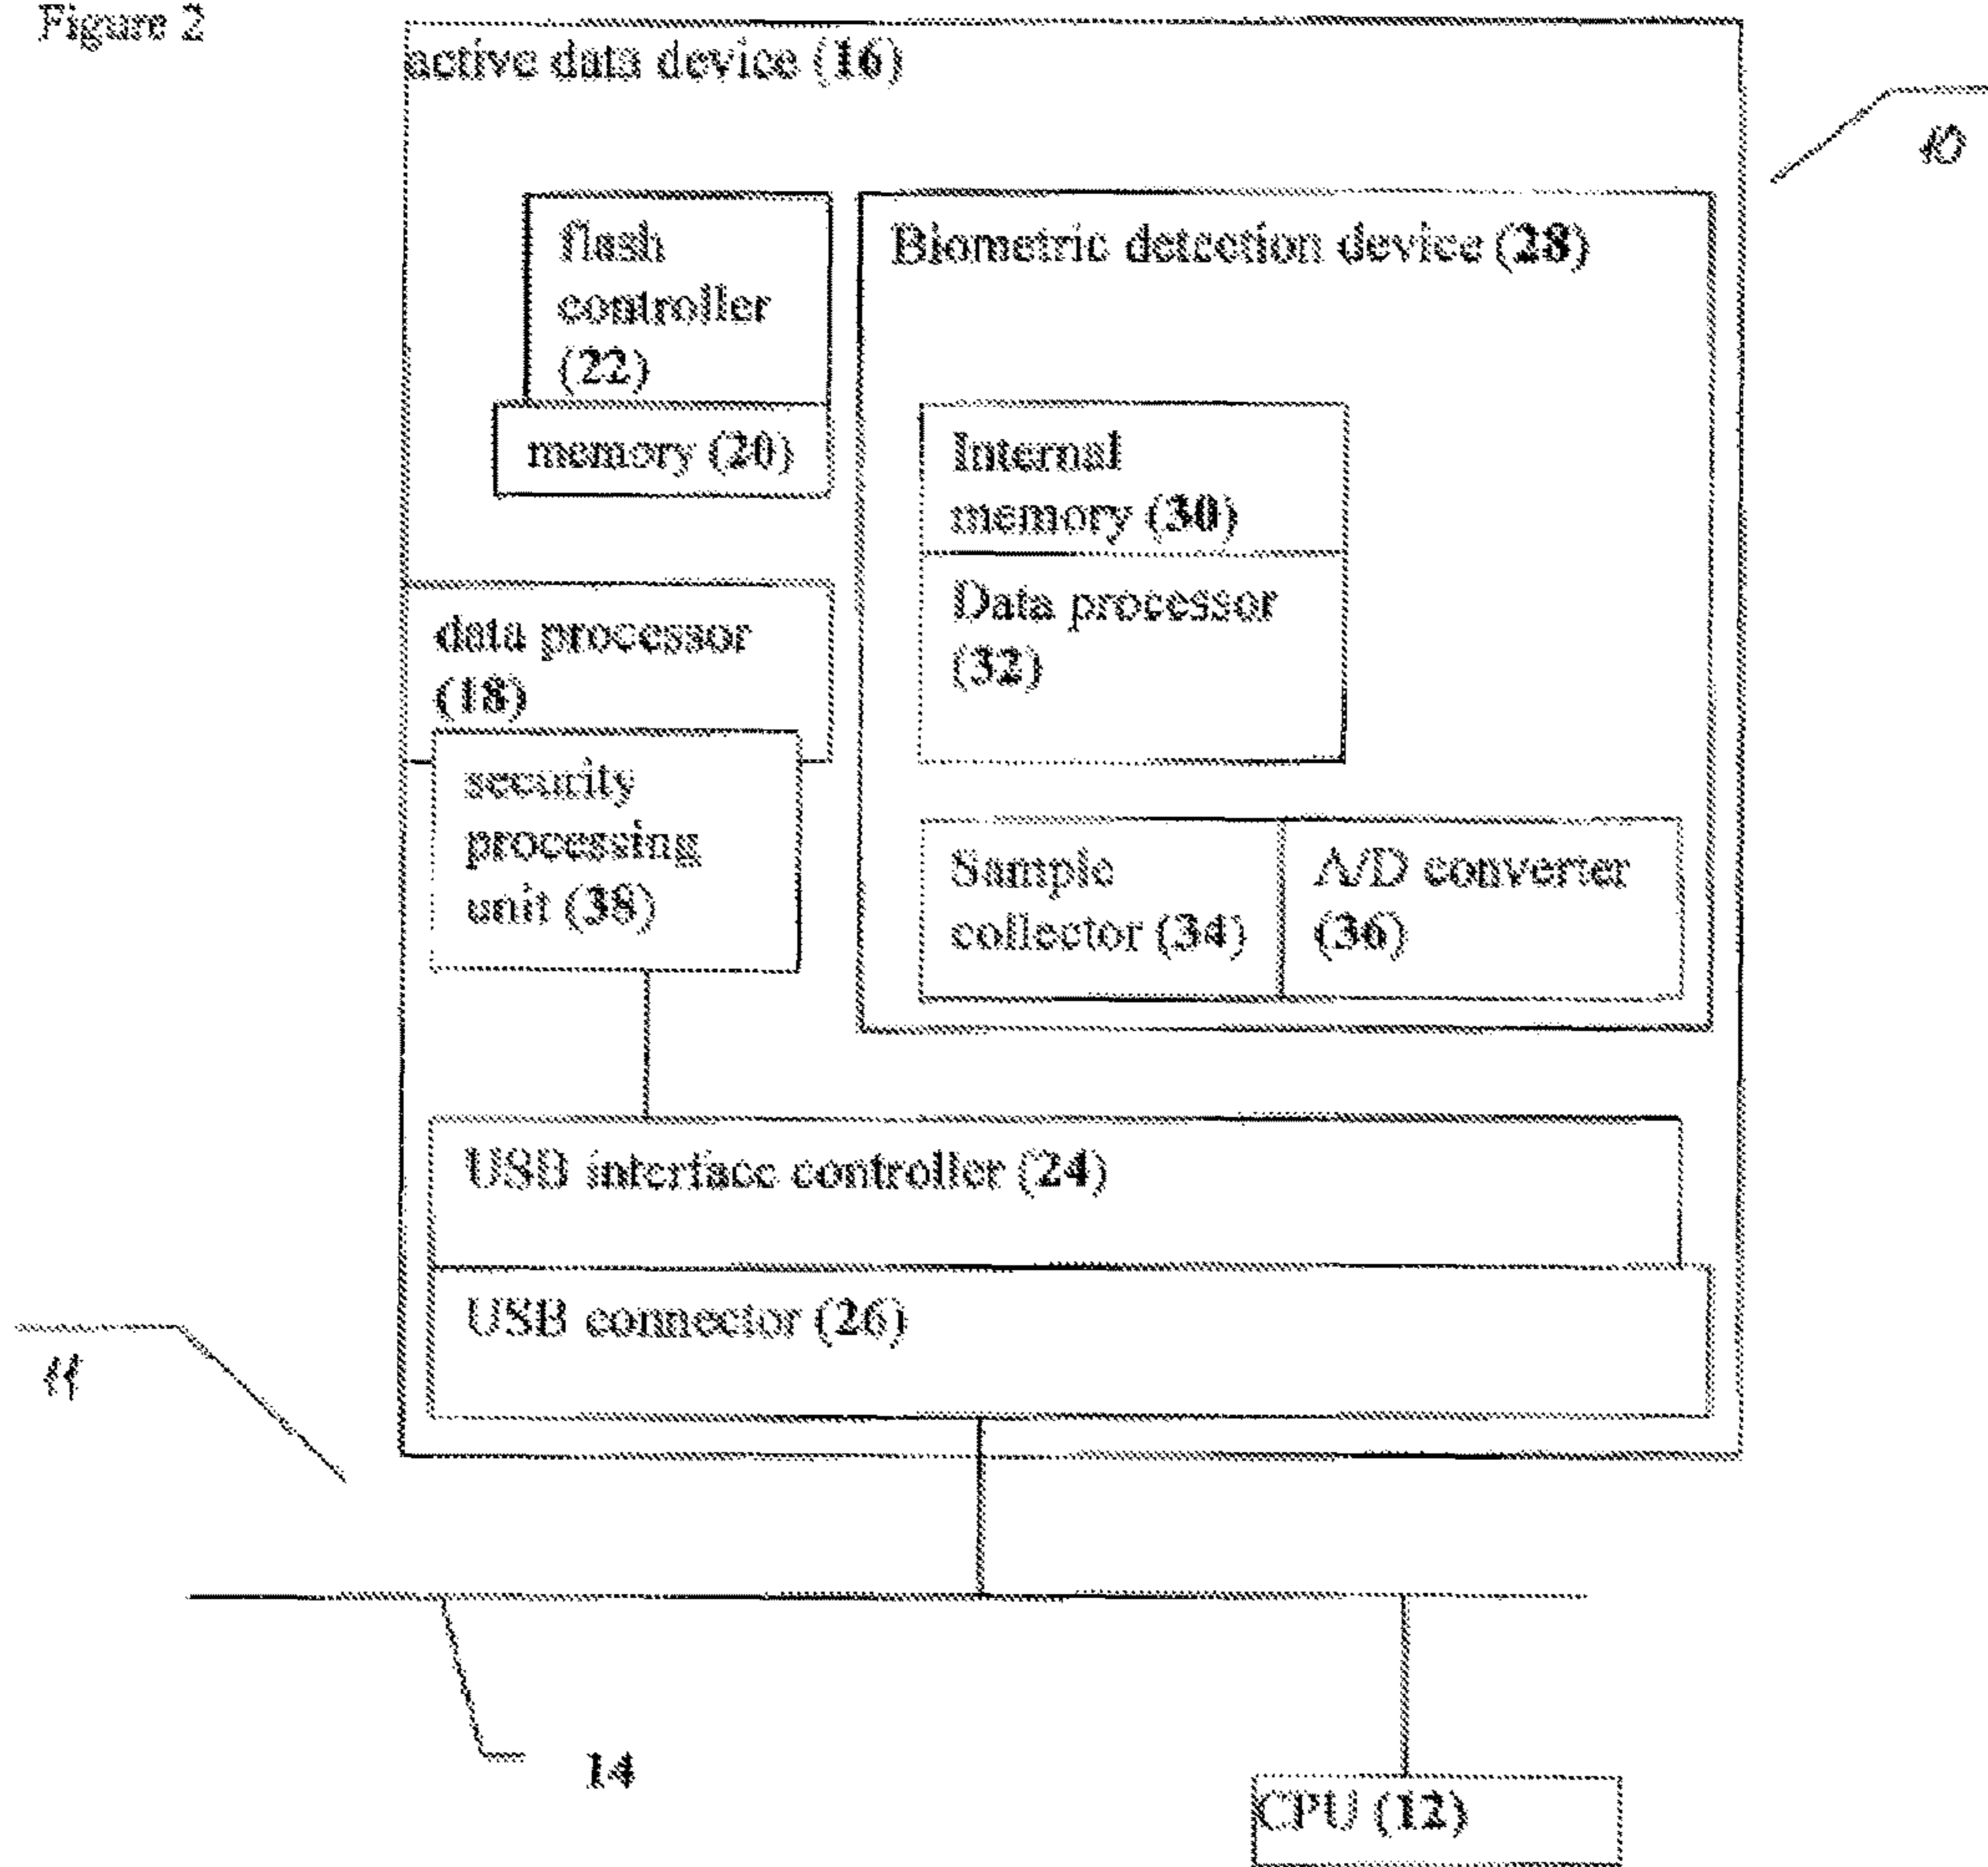 Figure 2
active data device (16)
10
flash
controller
(22)
memory (20)
Biometric detection device (28)
Internal
memory (30)
Data processor
(32)
data processor
(18)
security
processing
unit (38)
Sample
collector (34)
A/D converter
(36)
USB interface controller (24)
USB connector (26)
11
14
CPU (12)